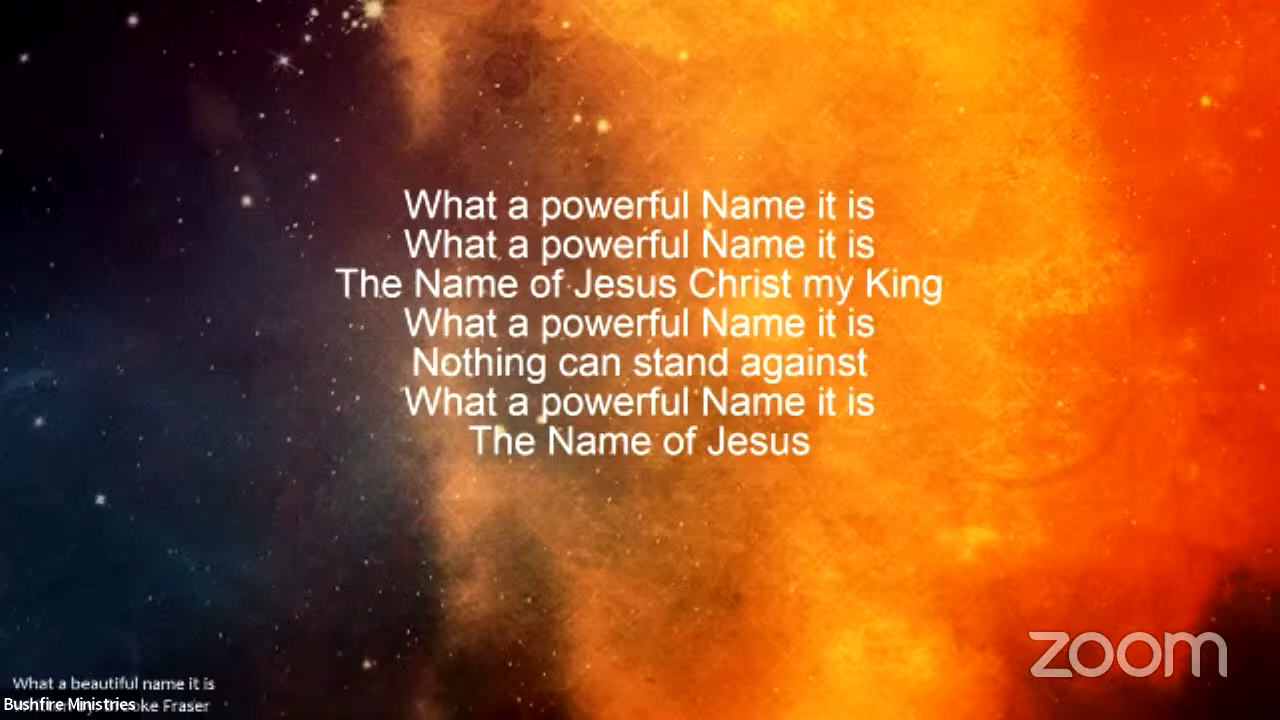 What a powerful Name it is
What a powerful Name it is
The Name of Jesus Christ my King
What a powerful Name it is
Nothing can stand against
What a powerful Name it is
The Name of Jesus
zoom
What a beautiful name it is
Bushfire Ministries
Fraser